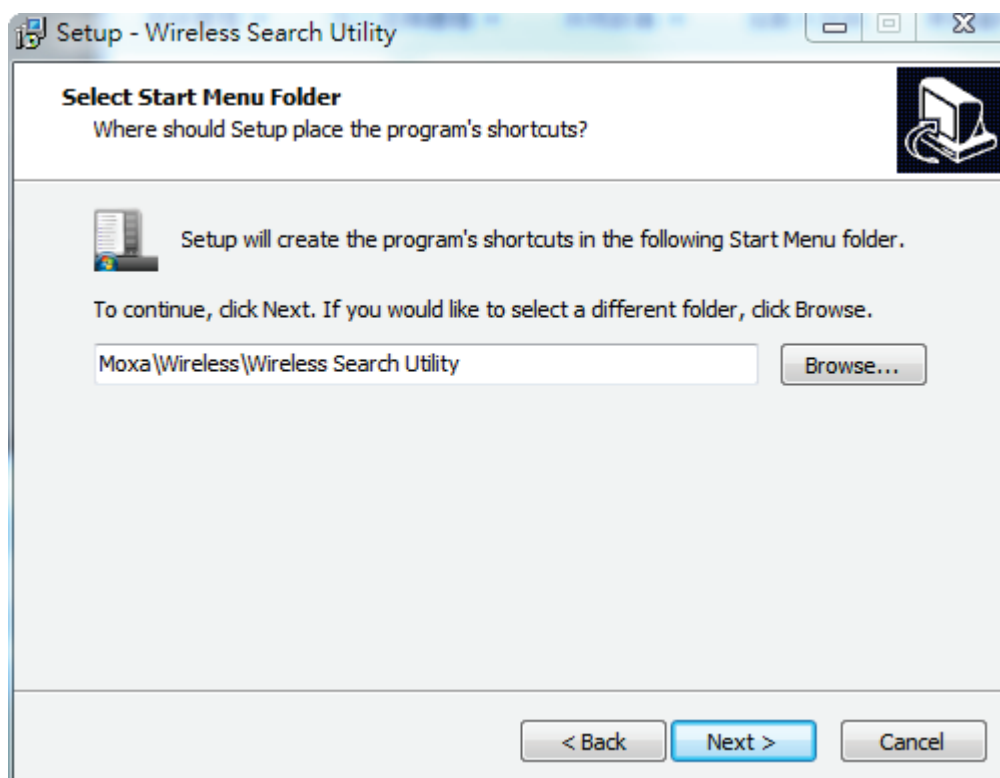 Setup - Wireless Search Utility
Select Start Menu Folder
Where should Setup place the program's shortcuts?
Setup will create the program's shortcuts in the following Start Menu folder.
To continue, click Next. If you would like to select a different folder, click Browse.
Moxa\Wireless\Wireless Search Utility
Browse...
< Back
Next >
Cancel